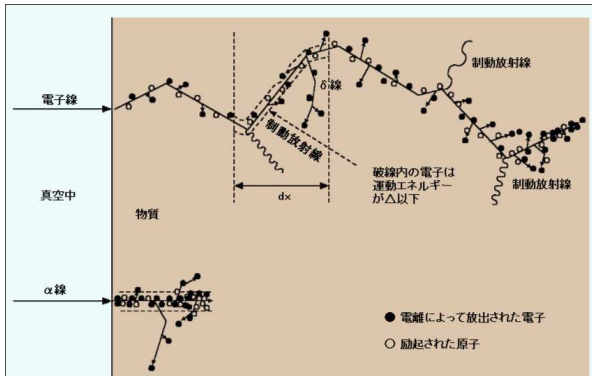 電子線
真空中
α線
物質
δ線
制動放射線
dx
破線内の電子は
運動エネルギー
が△以下
制動放射線
制動放射線
● 電離によって放出された電子
○ 励起された原子